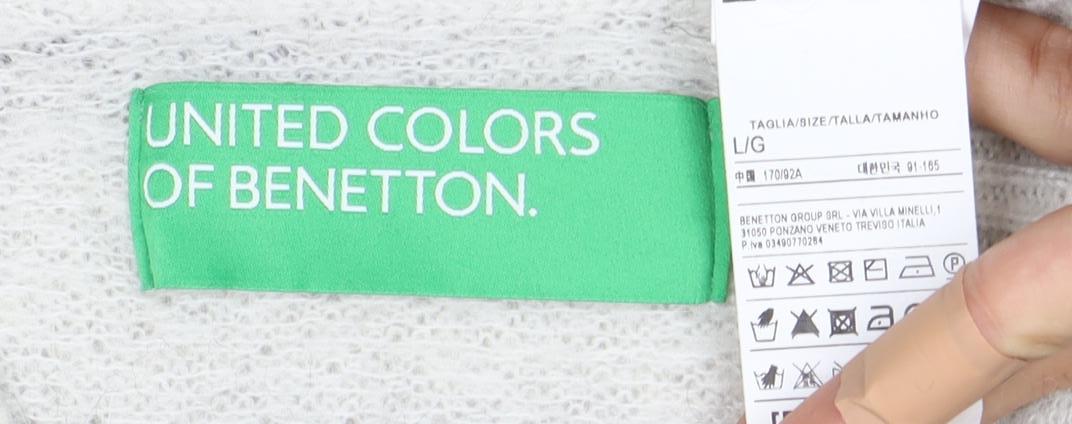 UNITED COLORS
OF BENETTON.
TAGLIA/SIZE/TALLA/TAMANHO
L/G
中国 170/92A 대한민국 91-165
BENETTON GROUP SRL - VIA VILLA MINELLI,1
31050 PONZANO VENETO TREVISO ITALIA
P.iva 03490770264
P